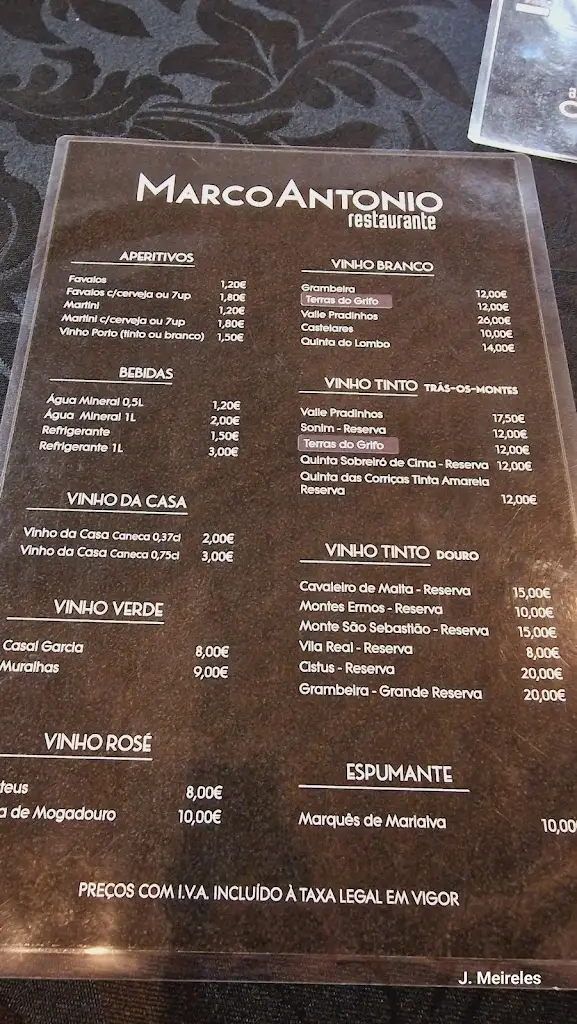 MARCO ANTONIO
restaurante
APERITIVOS
Favaios 1,20€
Favaios c/cerveja ou 7up 1,80€
Martini 1,20€
Martini c/cerveja ou 7up 1,80€
Vinho Porto (tinto ou branco) 1,50€
BEBIDAS
Água Mineral 0,5L 1,20€
Água Mineral 1L 2,00€
Refrigerante 1,50€
Refrigerante 1L 3,00€
VINHO DA CASA
Vinho da Casa Caneca 0,37cl 2,00€
Vinho da Casa Caneca 0,75cl 3,00€
VINHO VERDE
Casal Garcia 8,00€
Muralhas 9,00€
VINHO ROSÉ
teus 8,00€
a de Mogadouro 10,00€
VINHO BRANCO
Grambeira 12,00€
Terras do Grifo 12,00€
Valle Pradinhos 26,00€
Castelares 10,00€
Quinta do Lombo 14,00€
VINHO TINTO TRÁS-OS-MONTES
Valle Pradinhos 17,50€
Sonim - Reserva 12,00€
Terras do Grifo 12,00€
Quinta Sobreiró de Cima - Reserva 12,00€
Quinta das Corriças Tinta Amarela
Reserva 12,00€
VINHO TINTO DOURO
Cavaleiro de Malta - Reserva 15,00€
Montes Ermos - Reserva 10,00€
Monte São Sebastião - Reserva 15,00€
Vila Real - Reserva 8,00€
Cistus - Reserva 20,00€
Grambeira - Grande Reserva 20,00€
ESPUMANTE
Marquês de Marialva 10,00
PREÇOS COM I.V.A. INCLUÍDO À TAXA LEGAL EM VIGOR
J. Meireles